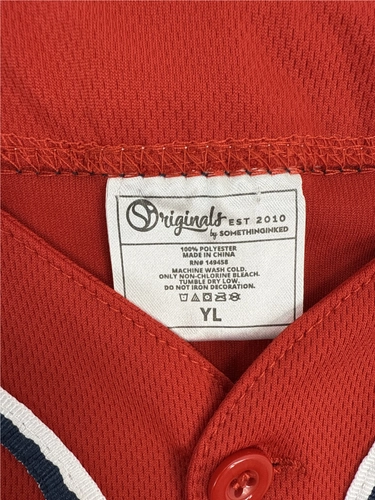 Originals EST 2010
by SOMETHINGINKED
100% POLYESTER
MADE IN CHINA
RN# 149458
MACHINE WASH COLD.
ONLY NON-CHLORINE BLEACH.
TUMBLE DRY LOW.
DO NOT IRON DECORATION.
YL